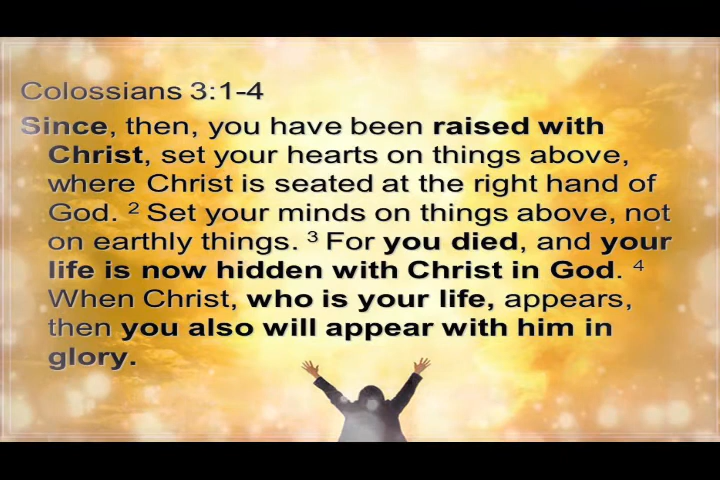 Colossians 3:1-4
Since, then, you have been raised with
Christ, set your hearts on things above,
where Christ is seated at the right hand of
God. ² Set your minds on things above, not
on earthly things. ³ For you died, and your
life is now hidden with Christ in God. ⁴
When Christ, who is your life, appears,
then you also will appear with him in
glory.